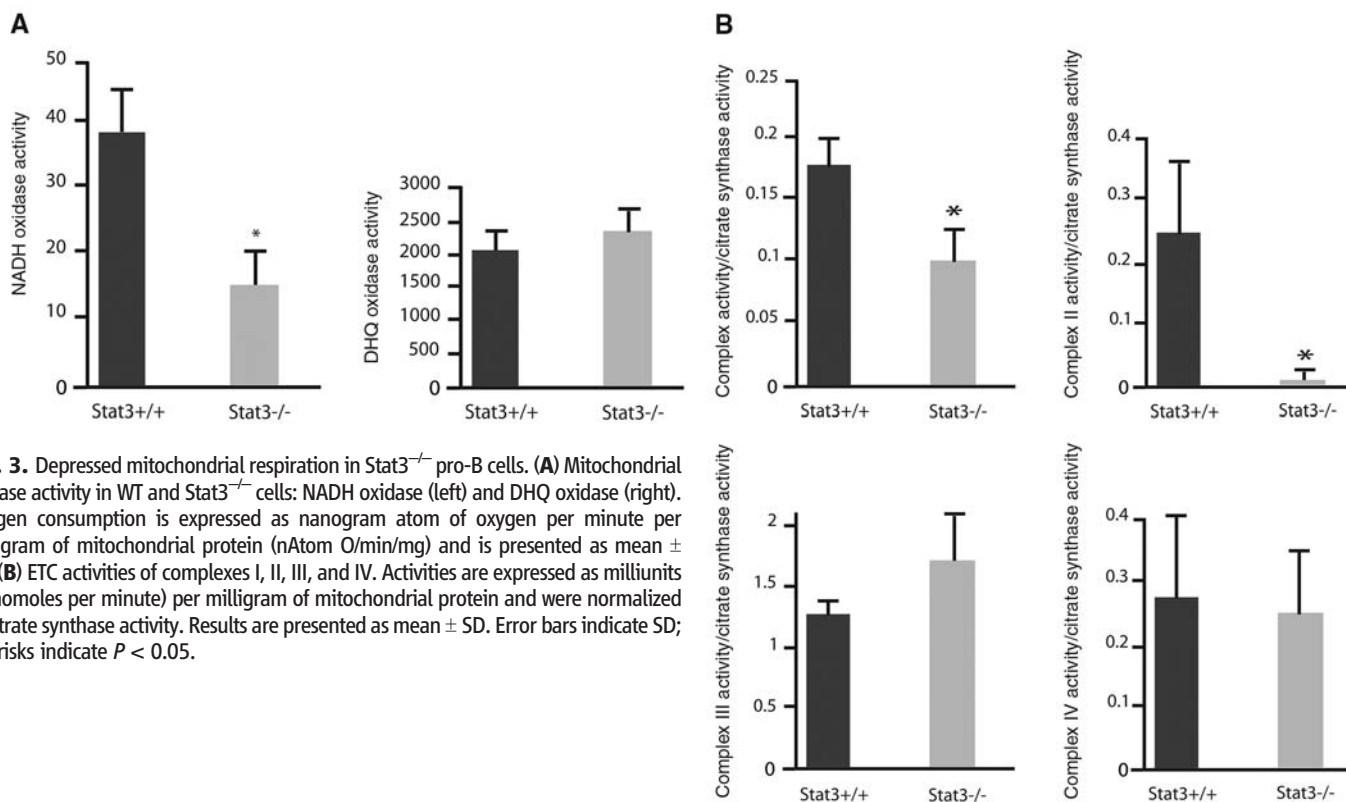 A
B
NADH oxidase activity
50
40
30
20
10
0
*
Stat3+/+ Stat3-/-
DHQ oxidase activity
3000
2500
2000
1500
1000
500
0
Stat3+/+ Stat3-/-
Complex activity/citrate synthase activity
0.25
0.2
0.15
0.1
0.05
0
*
Stat3+/+ Stat3-/-
Complex II activity/citrate synthase activity
0.4
0.3
0.2
0.1
0
*
Stat3+/+ Stat3-/-
. 3. Depressed mitochondrial respiration in Stat3−/− pro-B cells. (A) Mitochondrial
ase activity in WT and Stat3−/− cells: NADH oxidase (left) and DHQ oxidase (right).
gen consumption is expressed as nanogram atom of oxygen per minute per
gram of mitochondrial protein (nAtom O/min/mg) and is presented as mean ±
(B) ETC activities of complexes I, II, III, and IV. Activities are expressed as milliunits
omoles per minute) per milligram of mitochondrial protein and were normalized
trate synthase activity. Results are presented as mean ± SD. Error bars indicate SD;
risks indicate P < 0.05.
Complex III activity/citrate synthase activity
2
1.5
1
0.5
0
Stat3+/+ Stat3-/-
Complex IV activity/citrate synthase activity
0.4
0.3
0.2
0.1
0
Stat3+/+ Stat3-/-